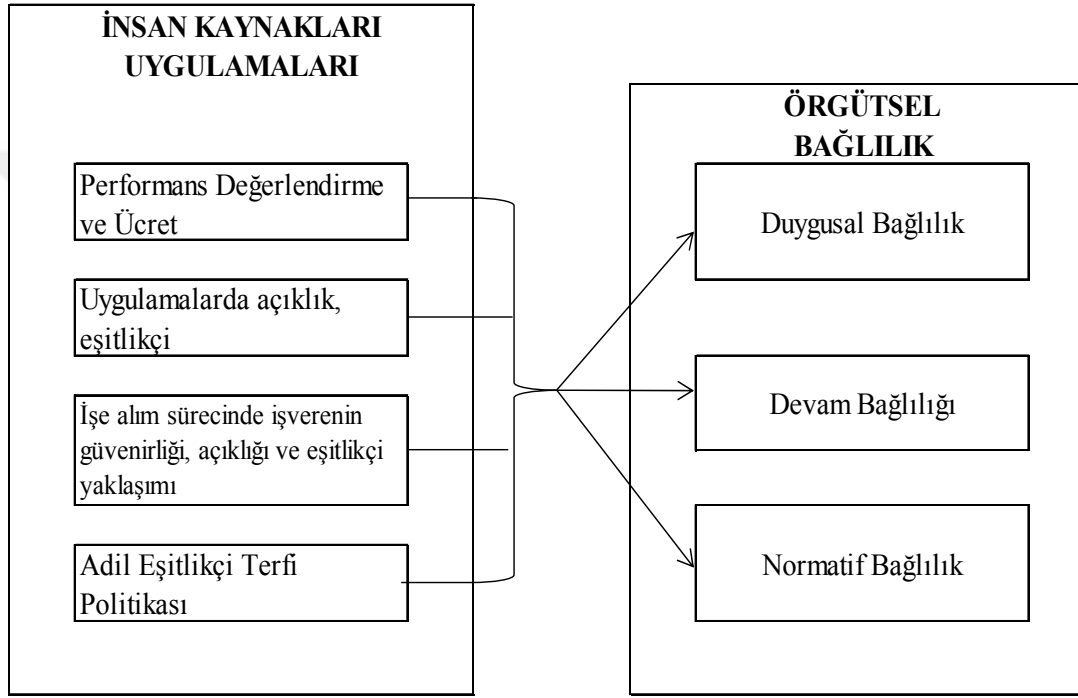 İNSAN KAYNAKLARI
UYGULAMALARI
Performans Değerlendirme
ve Ücret
Uygulamalarda açıklık,
eşitlikçi
İşe alım sürecinde işverenin
güvenirliği, açıklığı ve eşitlikçi
yaklaşımı
Adil Eşitlikçi Terfi
Politikası
ÖRGÜTSEL
BAĞLILIK
Duygusal Bağlılık
Devam Bağlılığı
Normatif Bağlılık